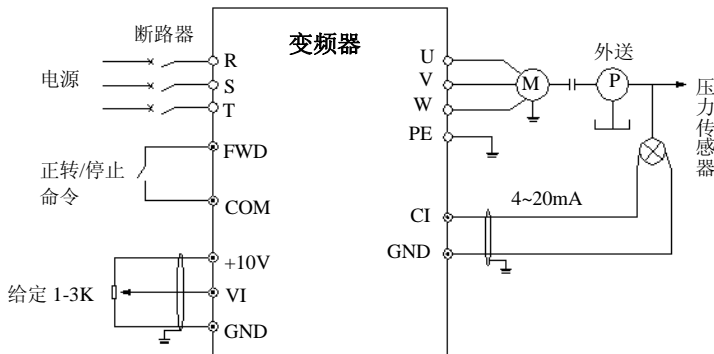 断路器
变频器
电源
R
S
T
正转/停止
命令
FWD
COM
给定 1-3K
+10V
VI
GND
U
V
W
PE
M
外送
P
压力传感器
CI
4~20mA
GND